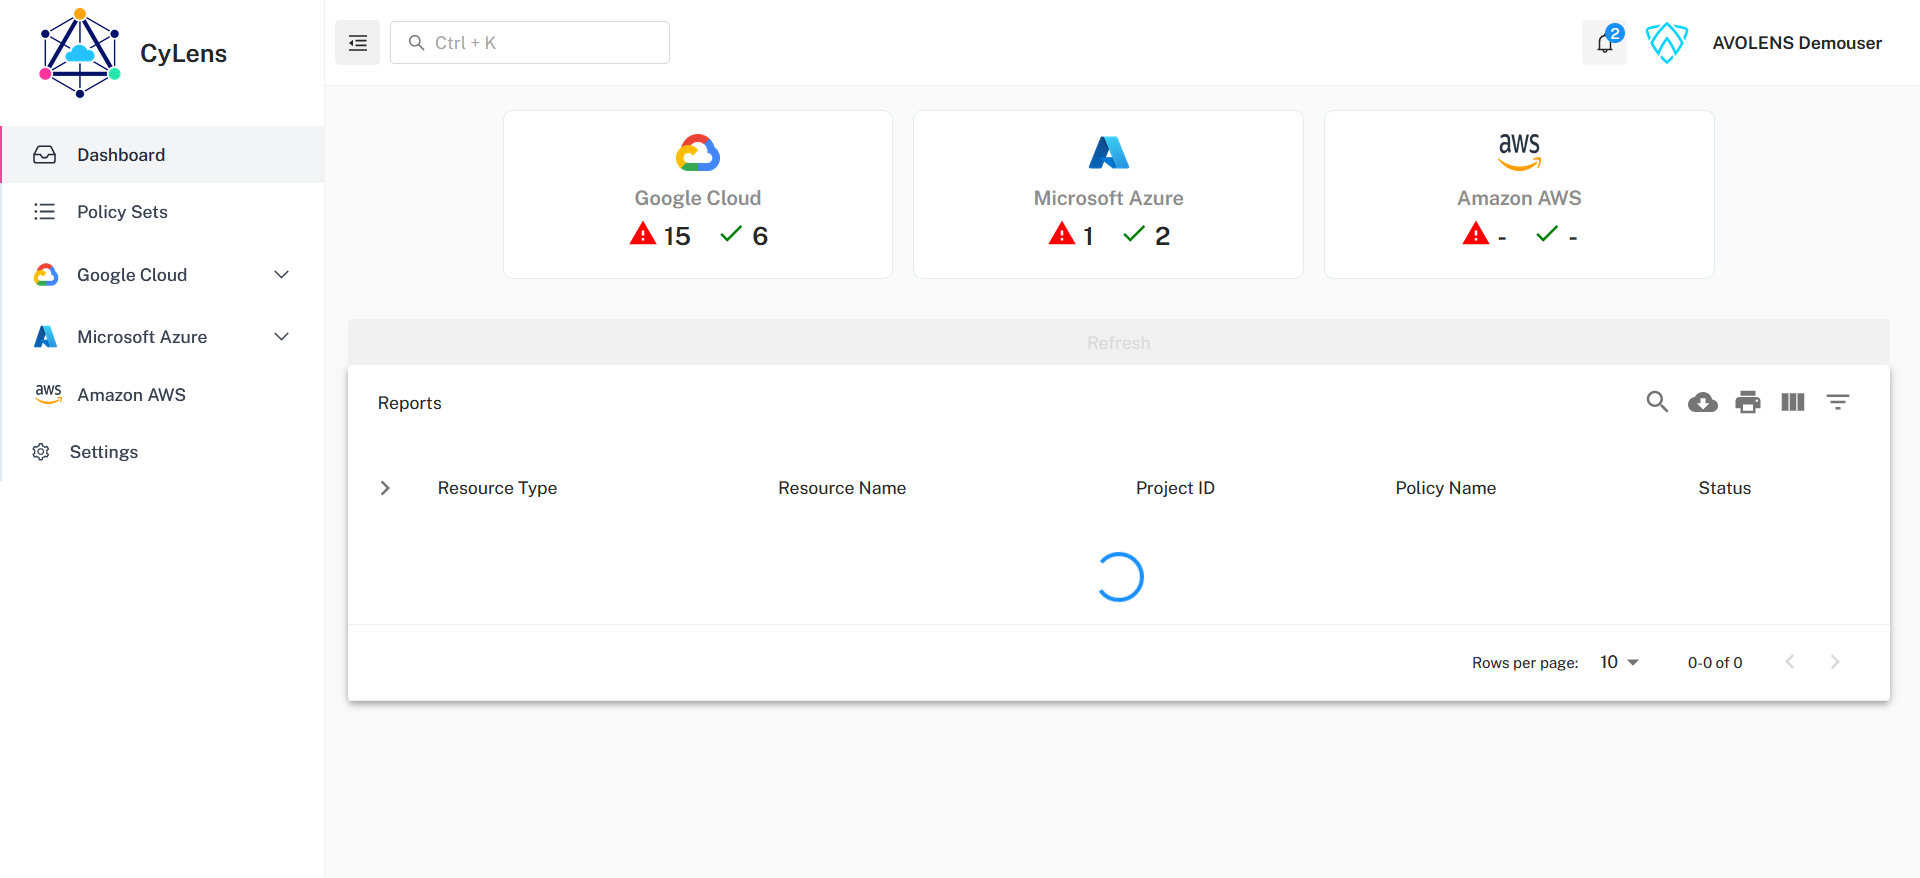 CyLens
Ctrl + K
2
AVOLENS Demouser
Dashboard
Policy Sets
Google Cloud
Microsoft Azure
aws Amazon AWS
Settings
Google Cloud
15 6
Microsoft Azure
1 2
aws
Amazon AWS
- -
Refresh
Reports
Resource Type Resource Name Project ID Policy Name Status
Rows per page: 10 0-0 of 0